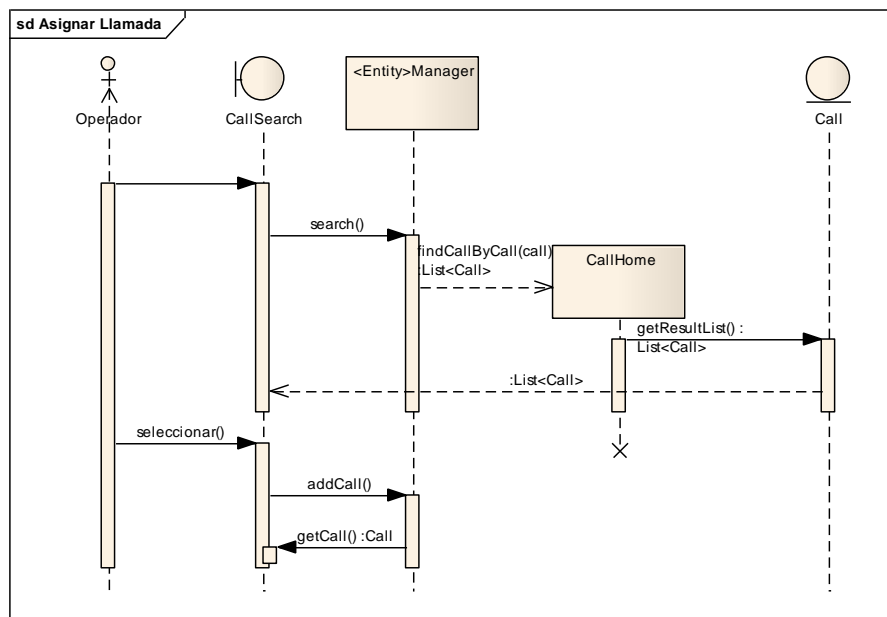 sd Asignar Llamada
Operador
CallSearch
<Entity>Manager
Call
search()
findCallByCall(call)
:List<Call>
CallHome
getResultList() :
List<Call>
:List<Call>
seleccionar()
addCall()
getCall() :Call